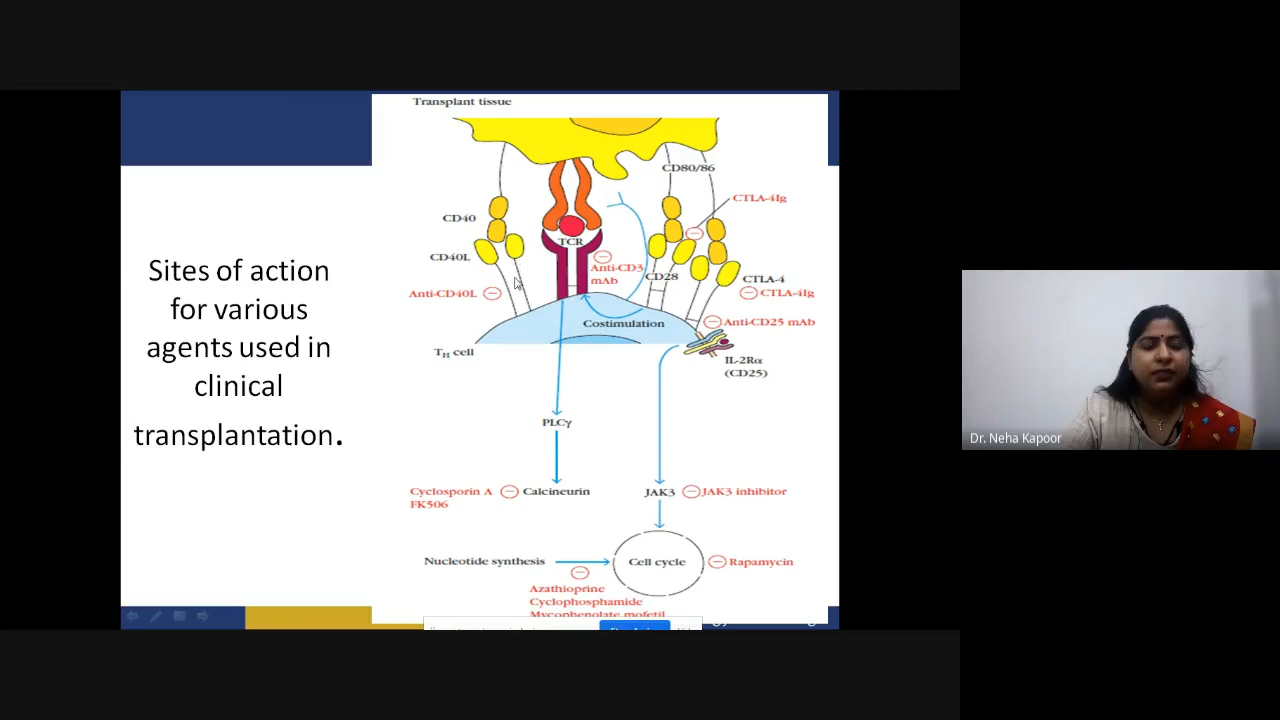 Transplant tissue
Sites of action
for various
agents used in
clinical
transplantation.
CD80/86
CTLA-4Ig
CD40
TCR
CD40L
Anti-CD3
mAb
CD28
CTLA-4
Anti-CD40L
CTLA-4Ig
Costimulation
Anti-CD25 mAb
TH cell
IL-2Rα
(CD25)
PLCγ
Cyclosporin A
FK506
Calcineurin
JAK3
JAK3 inhibitor
Nucleotide synthesis
Cell cycle
Rapamycin
Azathioprine
Cyclophosphamide
Mycophenolate mofetil
Dr. Neha Kapoor